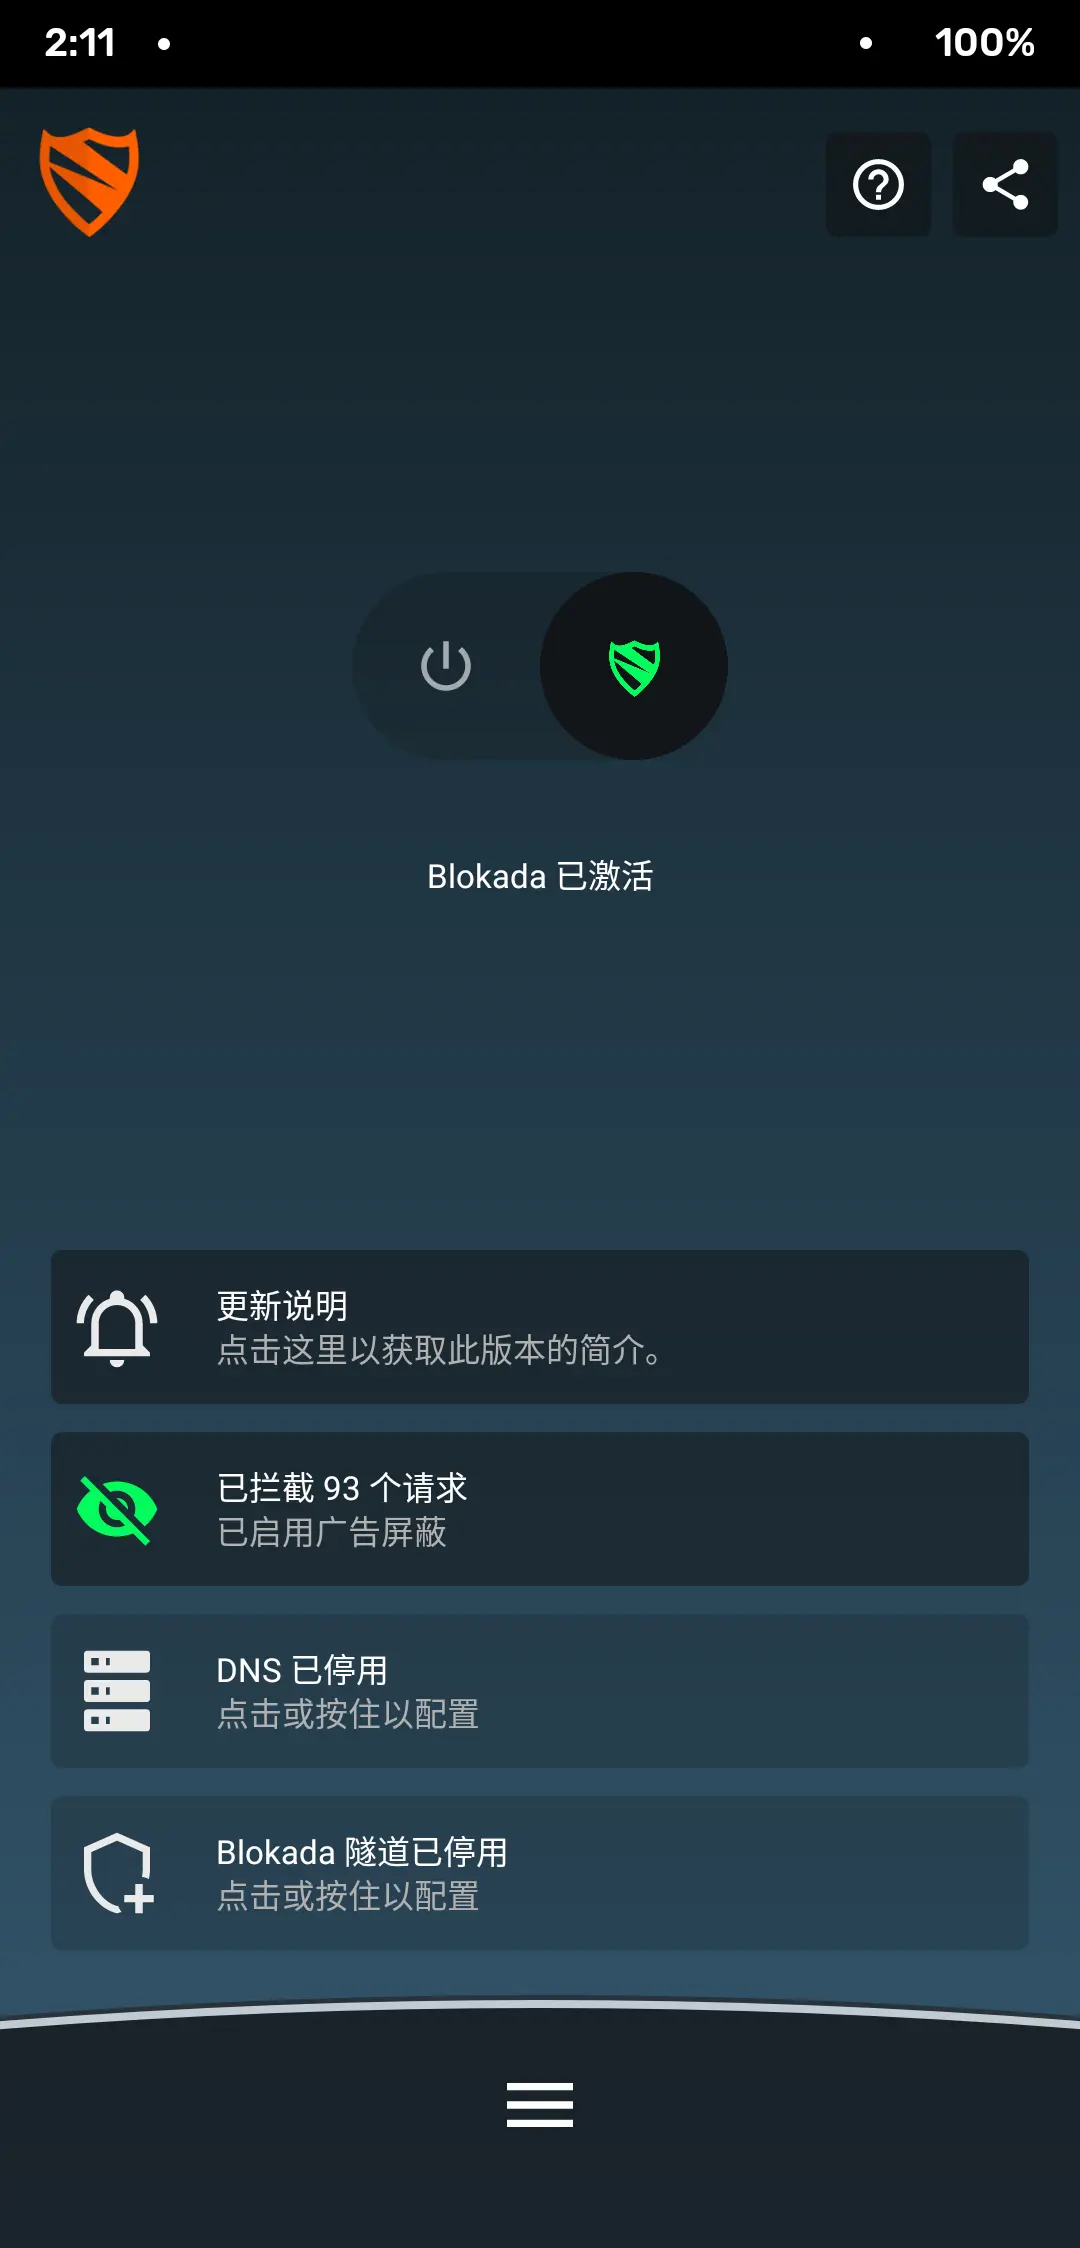 2:11
100%
Blokada 已激活
更新说明
点击这里以获取此版本的简介。
已拦截 93 个请求
已启用广告屏蔽
DNS 已停用
点击或按住以配置
Blokada 隧道已停用
点击或按住以配置